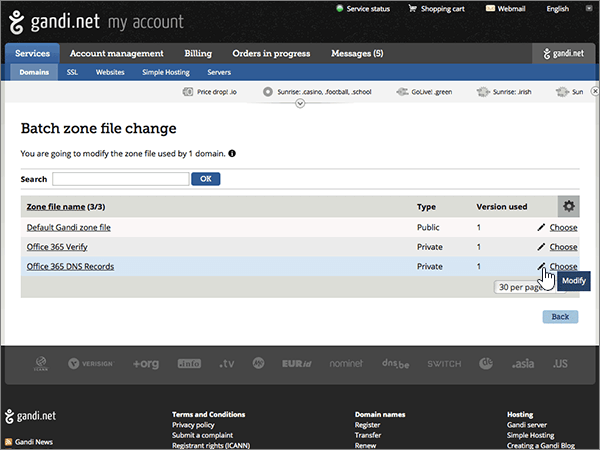 gandi.net my account
Service status Shopping cart Webmail English
Services Account management Billing Orders in progress Messages (5) gandi.net
Domains SSL Websites Simple Hosting Servers
Price drop! .io Sunrise: .casino, .football, .school GoLive! .green Sunrise: .irish Sun
Batch zone file change
You are going to modify the zone file used by 1 domain.
Search OK
Zone file name (3/3) Type Version used
Default Gandi zone file Public 1 Choose
Office 365 Verify Private 1 Choose
Office 365 DNS Records Private 1 Choose
Modify
30 per page
Back
ICANN VERISIGN +org .info .tv EURid nominet dns.be SWITCH .asia .US
gandi.net
Terms and Conditions Domain names Hosting
Privacy policy Register Gandi server
Submit a complaint Transfer Simple Hosting
Gandi News Registrant rights (ICANN) Renew Creating a Gandi Blog